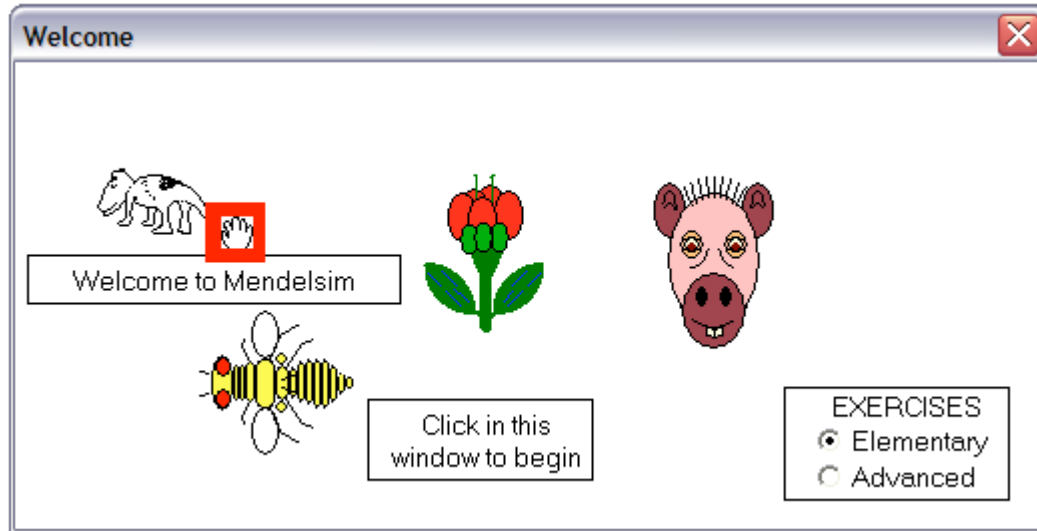 Welcome
Welcome to Mendelsim
Click in this
window to begin
EXERCISES
Elementary
Advanced